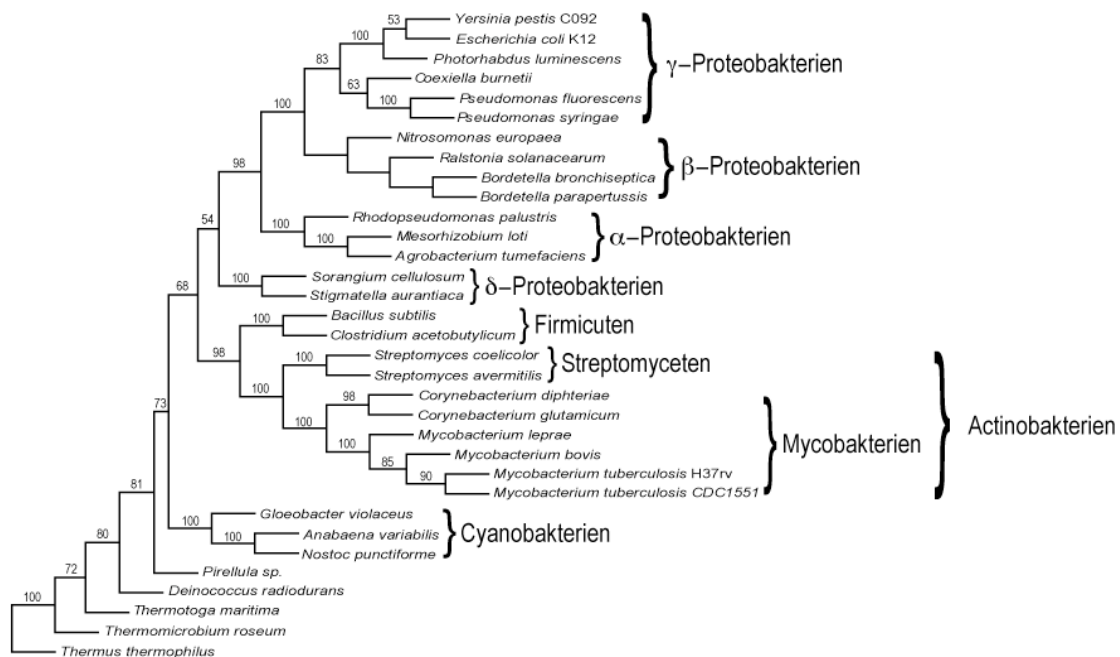 53 Yersinia pestis C092
100 Escherichia coli K12
Photorhabdus luminescens
83 γ–Proteobakterien
63 Coexiella burnetii
100 Pseudomonas fluorescens
Pseudomonas syringae
100
Nitrosomonas europaea
Ralstonia solanacearum
98 β–Proteobakterien
Bordetella bronchiseptica
Bordetella parapertussis
54 100 Rhodopseudomonas palustris
100 Mlesorhizobium loti α–Proteobakterien
Agrobacterium tumefaciens
100 Sorangium cellulosum
68 δ–Proteobakterien
Stigmatella aurantiaca
100 Bacillus subtilis Firmicuten
Clostridium acetobutylicum
98
100 Streptomyces coelicolor Streptomyceten
Streptomyces avermitilis
100
98 Corynebacterium diphteriae
73 100 Corynebacterium glutamicum
Actinobakterien
100 Mycobacterium leprae Mycobakterien
85 Mycobacterium bovis
90 Mycobacterium tuberculosis H37rv
81 Mycobacterium tuberculosis CDC1551
Gloeobacter violaceus
100
100 Anabaena variabilis Cyanobakterien
80 Nostoc punctiforme
Pirellula sp.
72
Deinococcus radiodurans
100
Thermotoga maritima
Thermomicrobium roseum
Thermus thermophilus